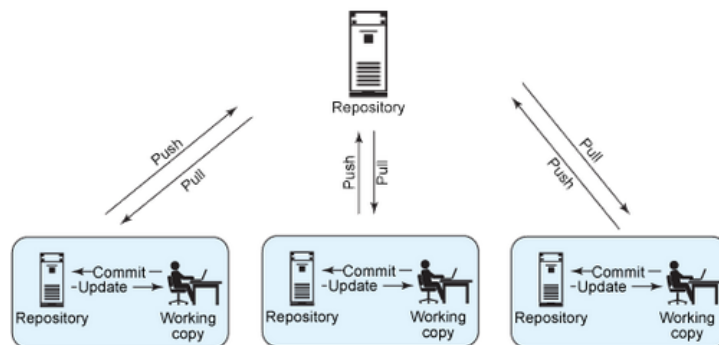 Repository
Push
Pull
Push
Pull
Pull
Push
Commit
Update
Repository
Working
copy
Commit
Update
Repository
Working
copy
Commit
Update
Repository
Working
copy